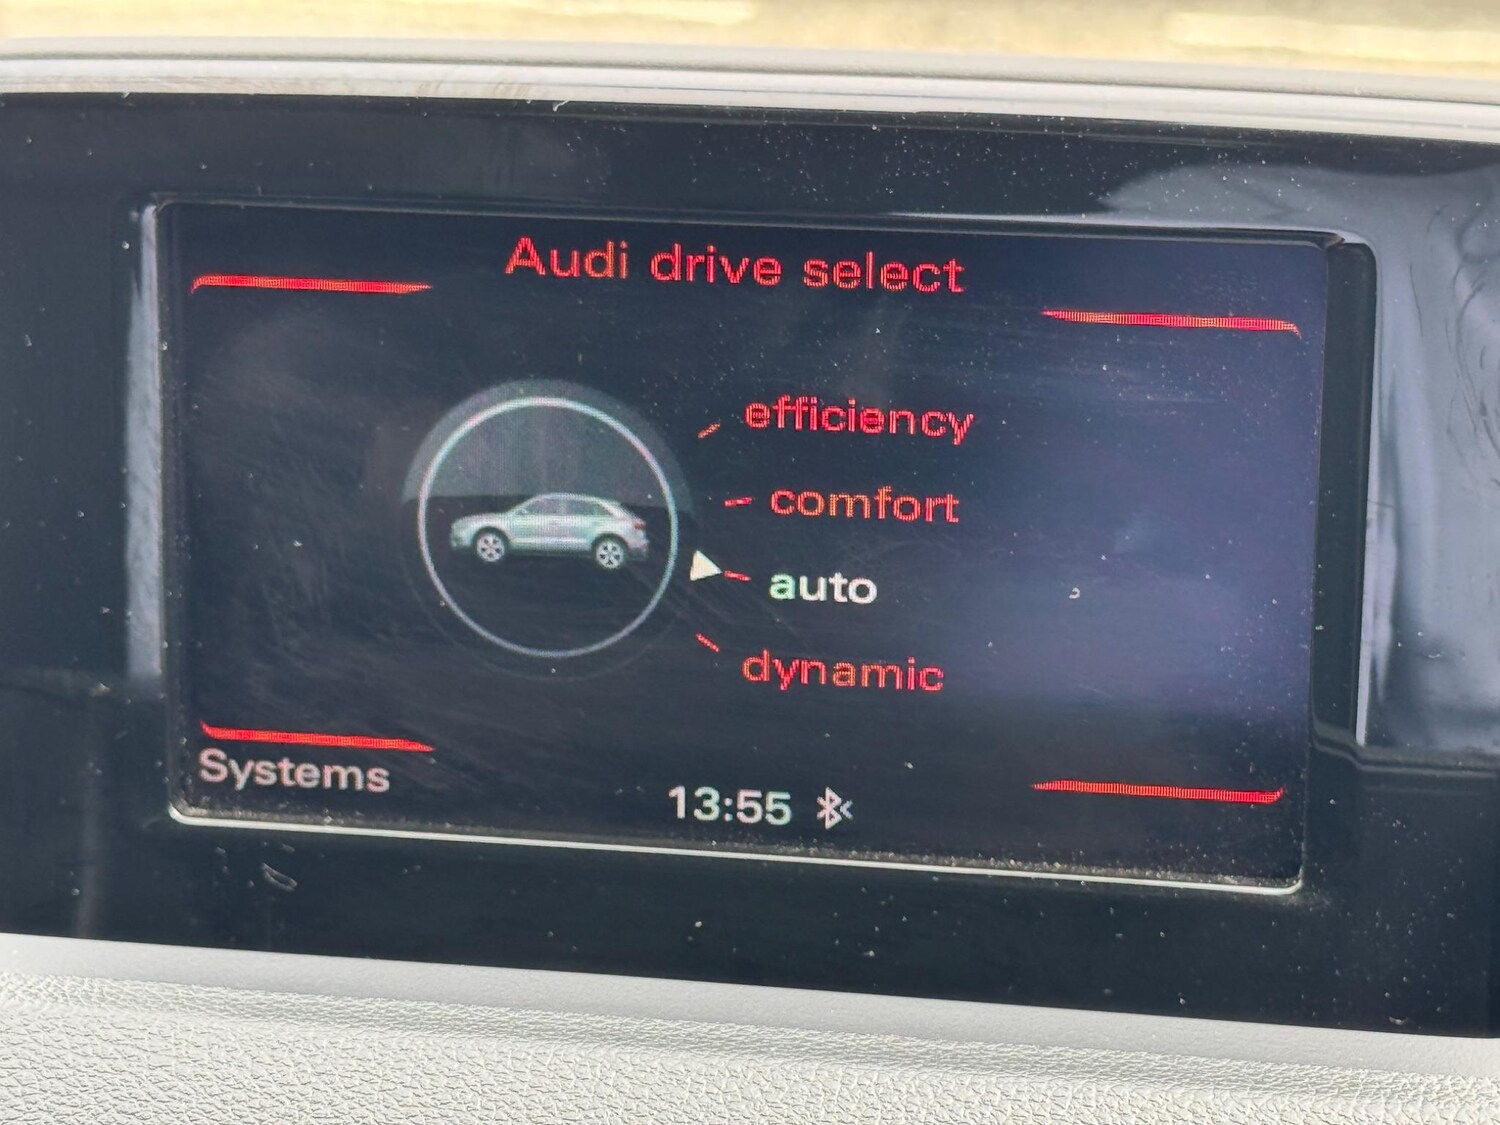 Audi drive select
efficiency
comfort
auto
dynamic
Systems
13:55